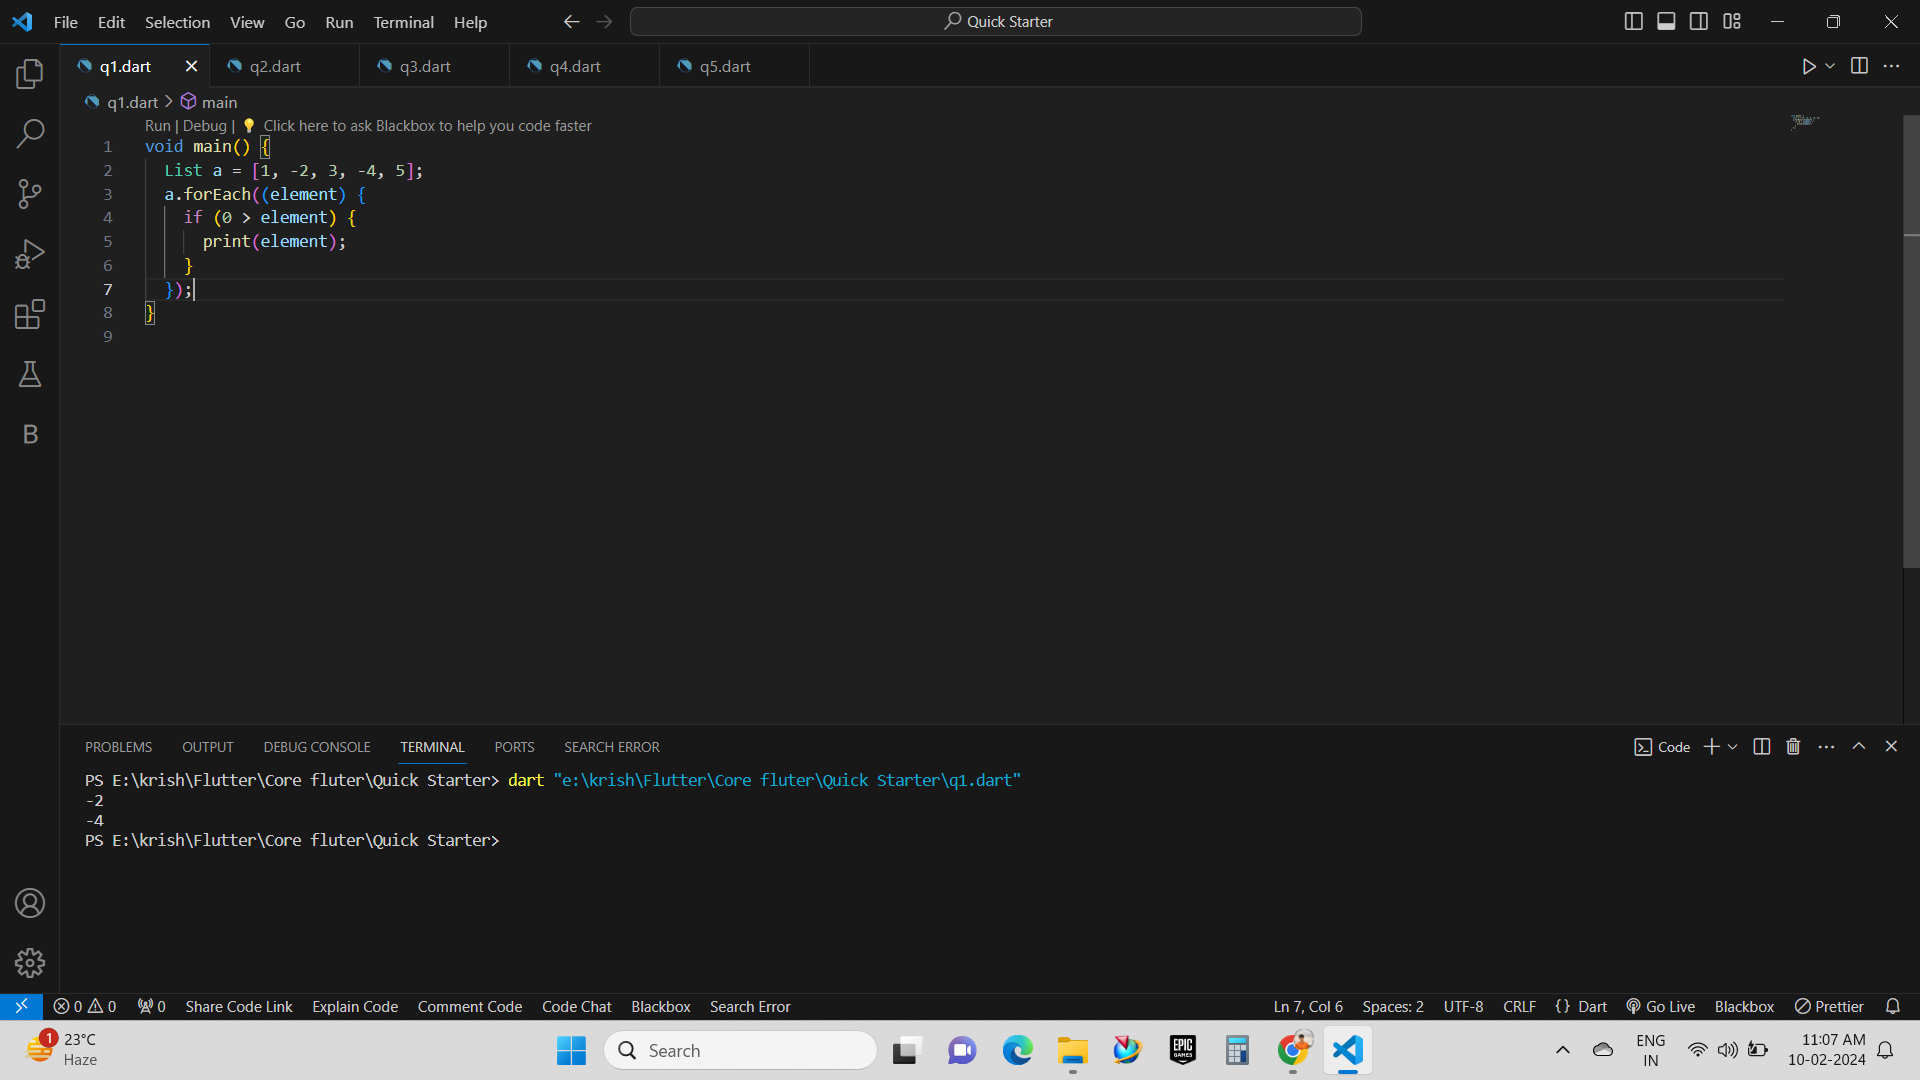 File Edit Selection View Go Run Terminal Help Quick Starter
q1.dart q2.dart q3.dart q4.dart q5.dart
q1.dart > main
Run | Debug | Click here to ask Blackbox to help you code faster
1 void main() {
2 List a = [1, -2, 3, -4, 5];
3 a.forEach((element) {
4 if (0 > element) {
5 print(element);
6 }
7 });
8 }
9
B
PROBLEMS OUTPUT DEBUG CONSOLE TERMINAL PORTS SEARCH ERROR Code
PS E:\krish\Flutter\Core fluter\Quick Starter> dart "e:\krish\Flutter\Core fluter\Quick Starter\q1.dart"
-2
-4
PS E:\krish\Flutter\Core fluter\Quick Starter>
0 0 0 Share Code Link Explain Code Comment Code Code Chat Blackbox Search Error Ln 7, Col 6 Spaces: 2 UTF-8 CRLF {} Dart Go Live Blackbox Prettier
1 23°C
Haze
Search
EPIC GAMES
ENG
IN
11:07 AM
10-02-2024